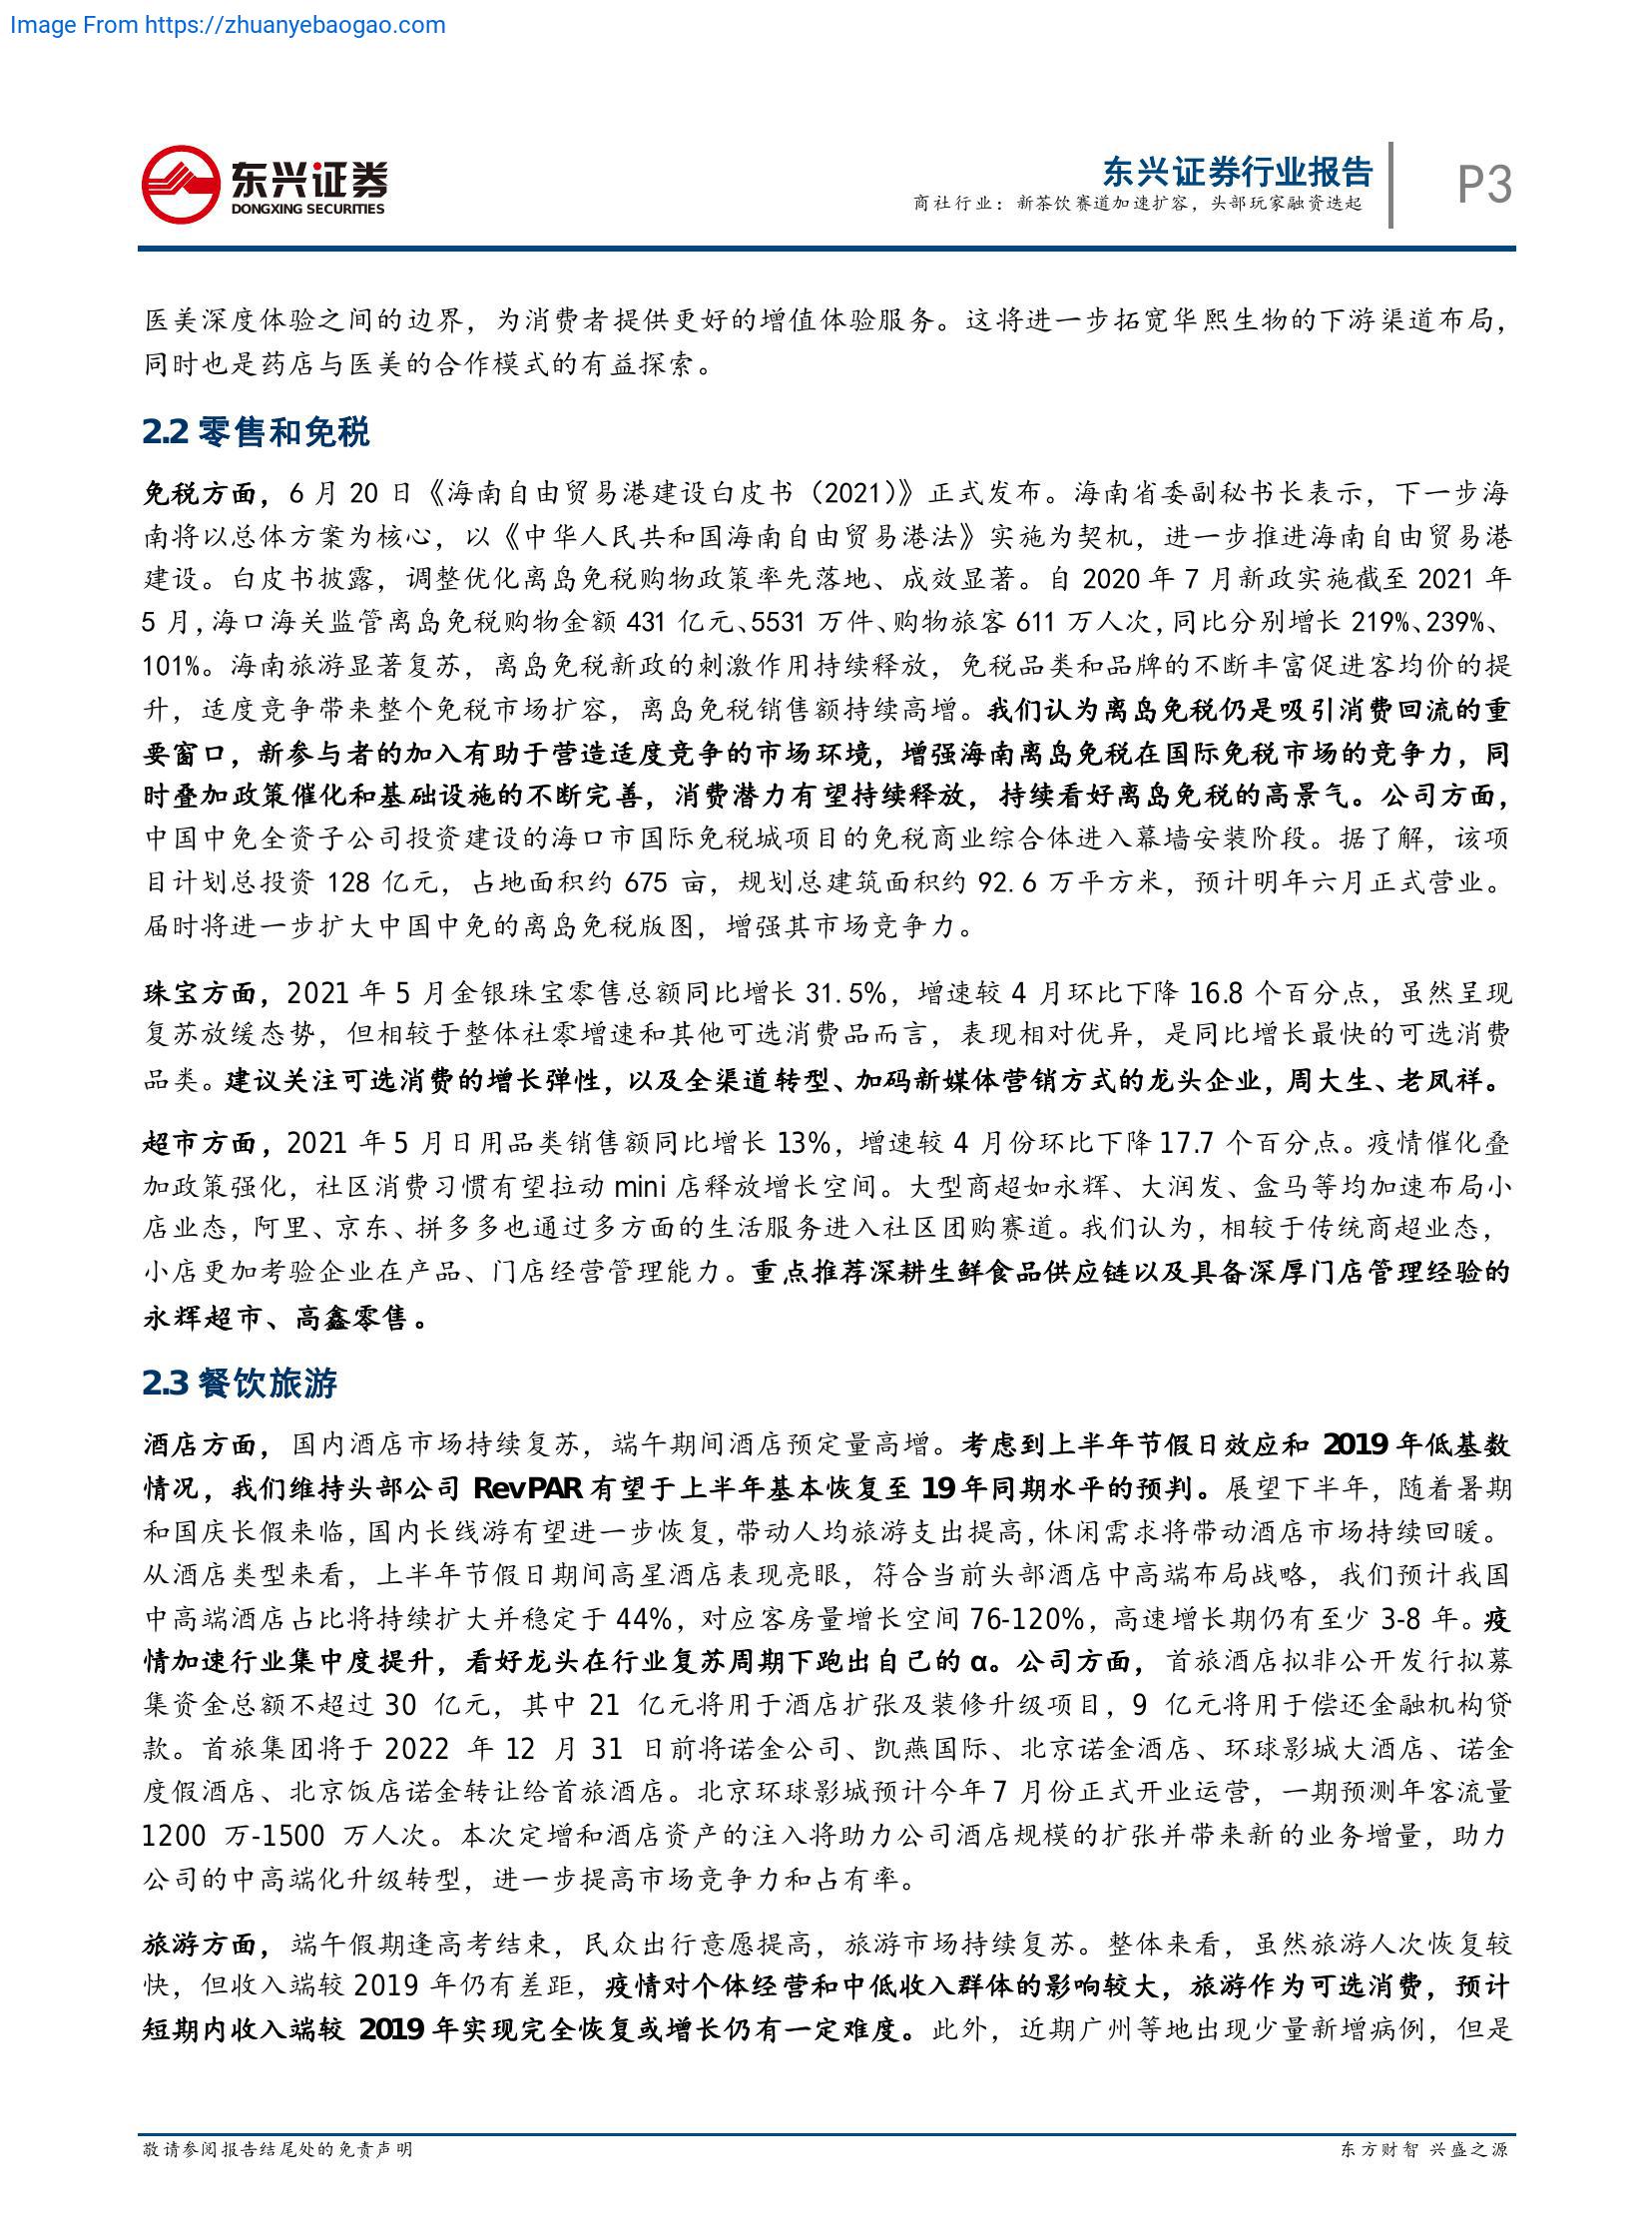 Image From https://zhuanyebaogao.com
东兴证券
DONGXING SECURITIES
东兴证券行业报告
商社行业：新茶饮赛道加速扩容，头部玩家融资迭起
P3
医美深度体验之间的边界，为消费者提供更好的增值体验服务。这将进一步拓宽华熙生物的下游渠道布局，
同时也是药店与医美的合作模式的有益探索。
2.2 零售和免税
免税方面，6 月 20 日《海南自由贸易港建设白皮书（2021）》正式发布。海南省委副秘书长表示，下一步海
南将以总体方案为核心，以《中华人民共和国海南自由贸易港法》实施为契机，进一步推进海南自由贸易港
建设。白皮书披露，调整优化离岛免税购物政策率先落地、成效显著。自 2020 年 7 月新政实施截至 2021 年
5 月，海口海关监管离岛免税购物金额 431 亿元、5531 万件、购物旅客 611 万人次，同比分别增长 219%、239%、
101%。海南旅游显著复苏，离岛免税新政的刺激作用持续释放，免税品类和品牌的不断丰富促进客均价的提
升，适度竞争带来整个免税市场扩容，离岛免税销售额持续高增。我们认为离岛免税仍是吸引消费回流的重
要窗口，新参与者的加入有助于营造适度竞争的市场环境，增强海南离岛免税在国际免税市场的竞争力，同
时叠加政策催化和基础设施的不断完善，消费潜力有望持续释放，持续看好离岛免税的高景气。公司方面，
中国中免全资子公司投资建设的海口市国际免税城项目的免税商业综合体进入幕墙安装阶段。据了解，该项
目计划总投资 128 亿元，占地面积约 675 亩，规划总建筑面积约 92.6 万平方米，预计明年六月正式营业。
届时将进一步扩大中国中免的离岛免税版图，增强其市场竞争力。
珠宝方面，2021 年 5 月金银珠宝零售总额同比增长 31.5%，增速较 4 月环比下降 16.8 个百分点，虽然呈现
复苏放缓态势，但相较于整体社零增速和其他可选消费品而言，表现相对优异，是同比增长最快的可选消费
品类。建议关注可选消费的增长弹性，以及全渠道转型、加码新媒体营销方式的龙头企业，周大生、老凤祥。
超市方面，2021 年 5 月日用品类销售额同比增长 13%，增速较 4 月份环比下降 17.7 个百分点。疫情催化叠
加政策强化，社区消费习惯有望拉动 mini 店释放增长空间。大型商超如永辉、大润发、盒马等均加速布局小
店业态，阿里、京东、拼多多也通过多方面的生活服务进入社区团购赛道。我们认为，相较于传统商超业态，
小店更加考验企业在产品、门店经营管理能力。重点推荐深耕生鲜食品供应链以及具备深厚门店管理经验的
永辉超市、高鑫零售。
2.3 餐饮旅游
酒店方面，国内酒店市场持续复苏，端午期间酒店预定量高增。考虑到上半年节假日效应和 2019 年低基数
情况，我们维持头部公司 RevPAR 有望于上半年基本恢复至 19 年同期水平的预判。展望下半年，随着暑期
和国庆长假来临，国内长线游有望进一步恢复，带动人均旅游支出提高，休闲需求将带动酒店市场持续回暖。
从酒店类型来看，上半年节假日期间高星酒店表现亮眼，符合当前头部酒店中高端布局战略，我们预计我国
中高端酒店占比将持续扩大并稳定于 44%，对应客房量增长空间 76-120%，高速增长期仍有至少 3-8 年。疫
情加速行业集中度提升，看好龙头在行业复苏周期下跑出自己的 α。公司方面，首旅酒店拟非公开发行拟募
集资金总额不超过 30 亿元，其中 21 亿元将用于酒店扩张及装修升级项目，9 亿元将用于偿还金融机构贷
款。首旅集团将于 2022 年 12 月 31 日前将诺金公司、凯燕国际、北京诺金酒店、环球影城大酒店、诺金
度假酒店、北京饭店诺金转让给首旅酒店。北京环球影城预计今年 7 月份正式开业运营，一期预测年客流量
1200 万-1500 万人次。本次定增和酒店资产的注入将助力公司酒店规模的扩张并带来新的业务增量，助力
公司的中高端化升级转型，进一步提高市场竞争力和占有率。
旅游方面，端午假期逢高考结束，民众出行意愿提高，旅游市场持续复苏。整体来看，虽然旅游人次恢复较
快，但收入端较 2019 年仍有差距，疫情对个体经营和中低收入群体的影响较大，旅游作为可选消费，预计
短期内收入端较 2019 年实现完全恢复或增长仍有一定难度。此外，近期广州等地出现少量新增病例，但是
敬请参阅报告结尾处的免责声明
东方财智 兴盛之源